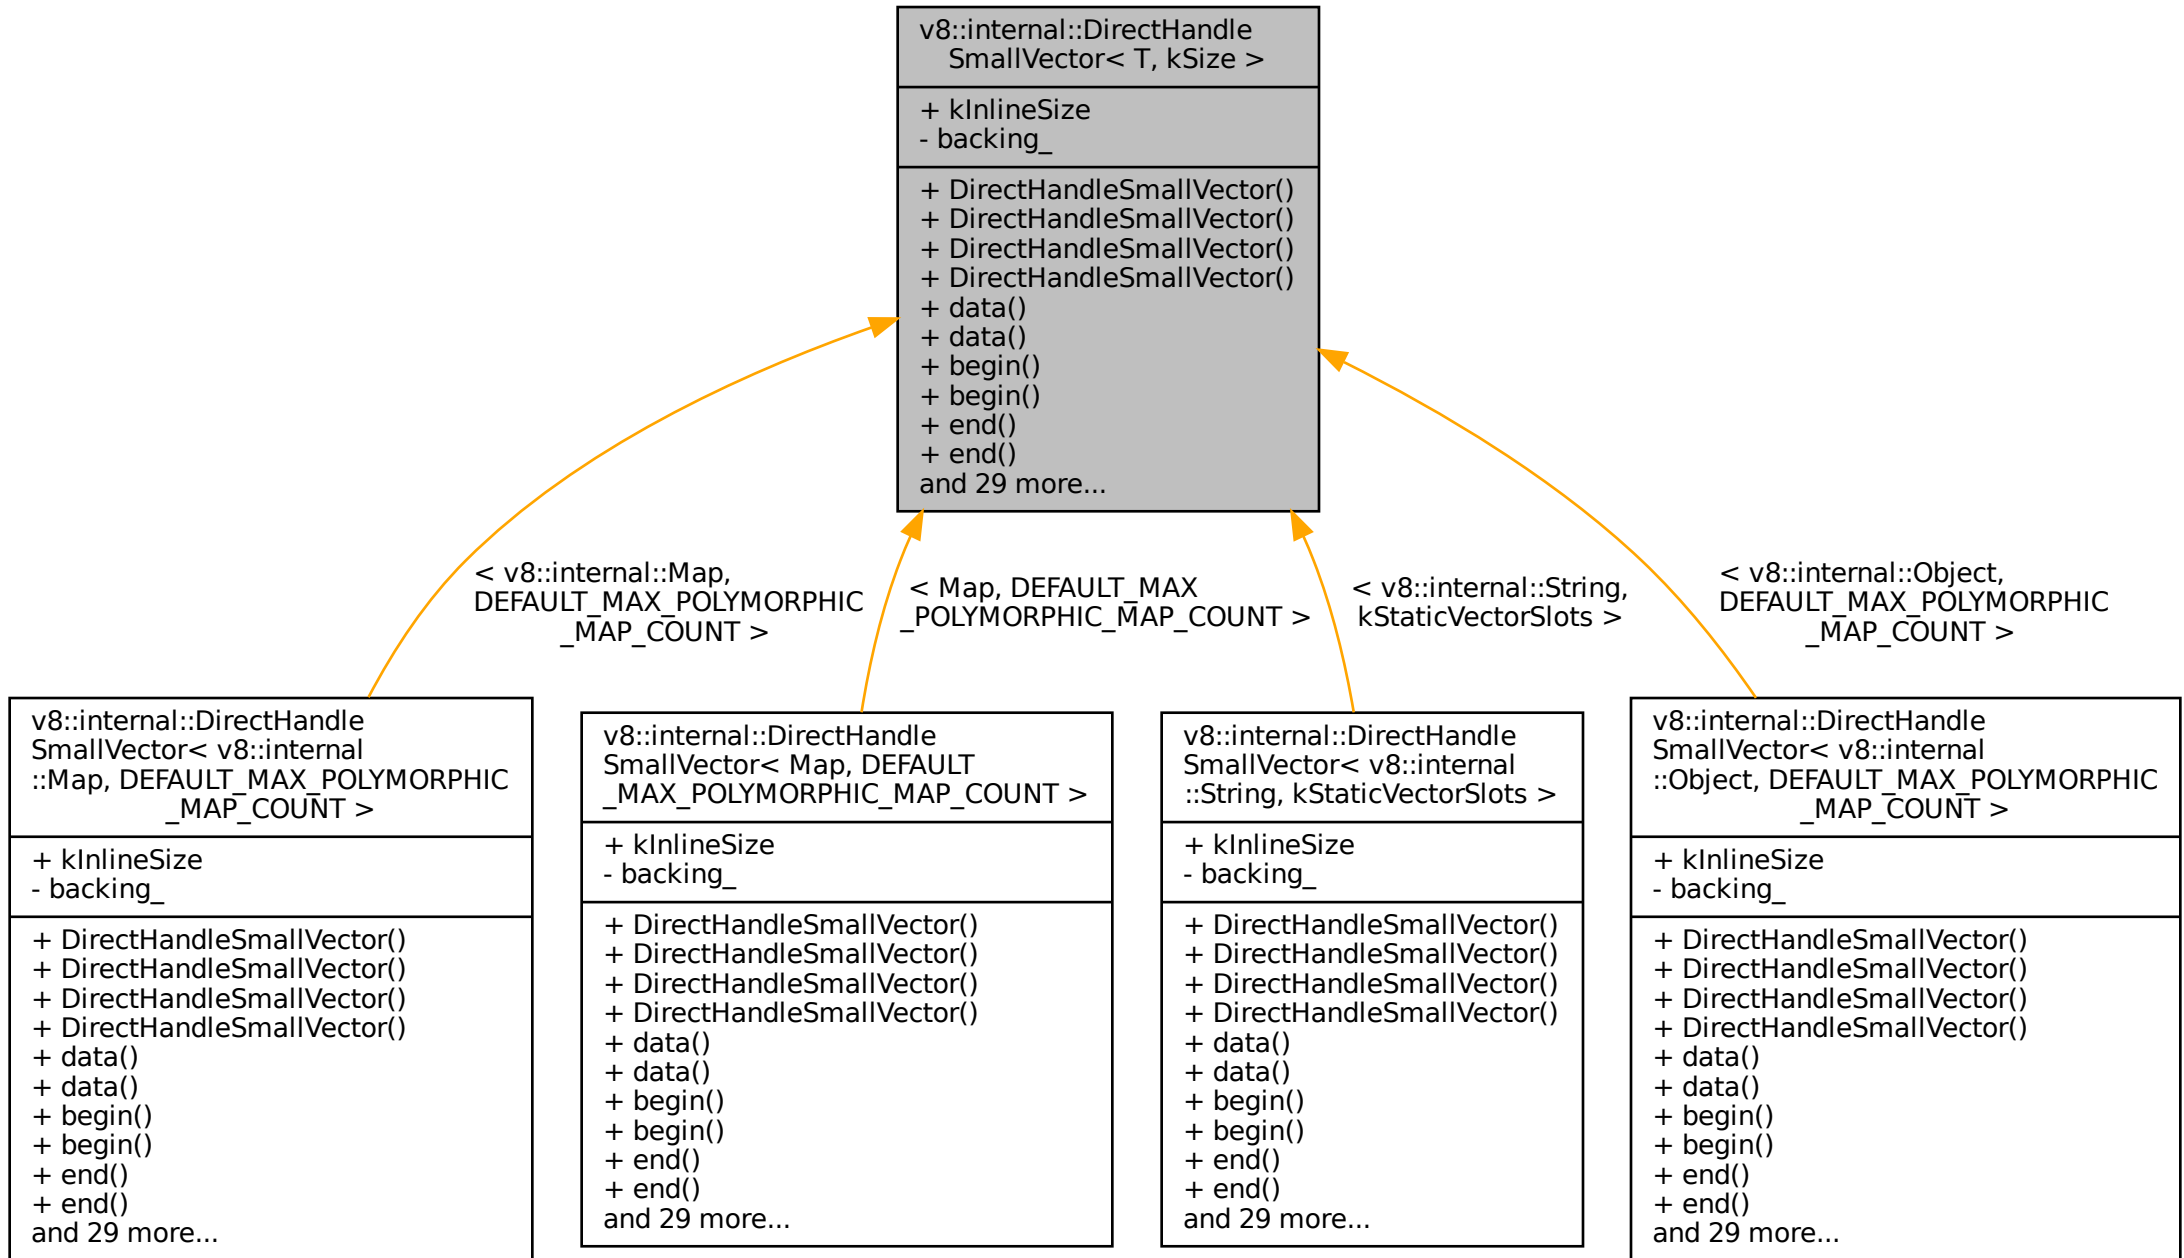 v8::internal::DirectHandle
SmallVector< T, kSize >
+ kInlineSize
- backing_
+ DirectHandleSmallVector()
+ DirectHandleSmallVector()
+ DirectHandleSmallVector()
+ DirectHandleSmallVector()
+ data()
+ data()
+ begin()
+ begin()
+ end()
+ end()
and 29 more...
< v8::internal::Map,
DEFAULT_MAX_POLYMORPHIC
_MAP_COUNT >
< Map, DEFAULT_MAX
_POLYMORPHIC_MAP_COUNT >
< v8::internal::String,
kStaticVectorSlots >
< v8::internal::Object,
DEFAULT_MAX_POLYMORPHIC
_MAP_COUNT >
v8::internal::DirectHandle
SmallVector< v8::internal
::Map, DEFAULT_MAX_POLYMORPHIC
_MAP_COUNT >
+ kInlineSize
- backing_
+ DirectHandleSmallVector()
+ DirectHandleSmallVector()
+ DirectHandleSmallVector()
+ DirectHandleSmallVector()
+ data()
+ data()
+ begin()
+ begin()
+ end()
+ end()
and 29 more...
v8::internal::DirectHandle
SmallVector< Map, DEFAULT
_MAX_POLYMORPHIC_MAP_COUNT >
+ kInlineSize
- backing_
+ DirectHandleSmallVector()
+ DirectHandleSmallVector()
+ DirectHandleSmallVector()
+ DirectHandleSmallVector()
+ data()
+ data()
+ begin()
+ begin()
+ end()
+ end()
and 29 more...
v8::internal::DirectHandle
SmallVector< v8::internal
::String, kStaticVectorSlots >
+ kInlineSize
- backing_
+ DirectHandleSmallVector()
+ DirectHandleSmallVector()
+ DirectHandleSmallVector()
+ DirectHandleSmallVector()
+ data()
+ data()
+ begin()
+ begin()
+ end()
+ end()
and 29 more...
v8::internal::DirectHandle
SmallVector< v8::internal
::Object, DEFAULT_MAX_POLYMORPHIC
_MAP_COUNT >
+ kInlineSize
- backing_
+ DirectHandleSmallVector()
+ DirectHandleSmallVector()
+ DirectHandleSmallVector()
+ DirectHandleSmallVector()
+ data()
+ data()
+ begin()
+ begin()
+ end()
+ end()
and 29 more...